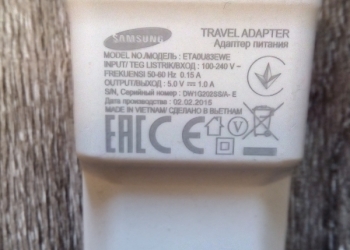 SAMSUNG TRAVEL ADAPTER
Адаптер питания
MODEL NO./МОДЕЛЬ : ETA0U83EWE
INPUT/ TEG LISTRIK/ВХОД : 100-240 V~
FREKUENSI 50-60 Hz 0.15 A
OUTPUT/ВЫХОД : 5.0 V ⎓ 1.0 A
S/N, Серийный номер : DW1G202SS/A- E
Дата производства : 02.02.2015
MADE IN VIETNAM/ СДЕЛАНО В ВЬЕТНАМ
EAC CE V